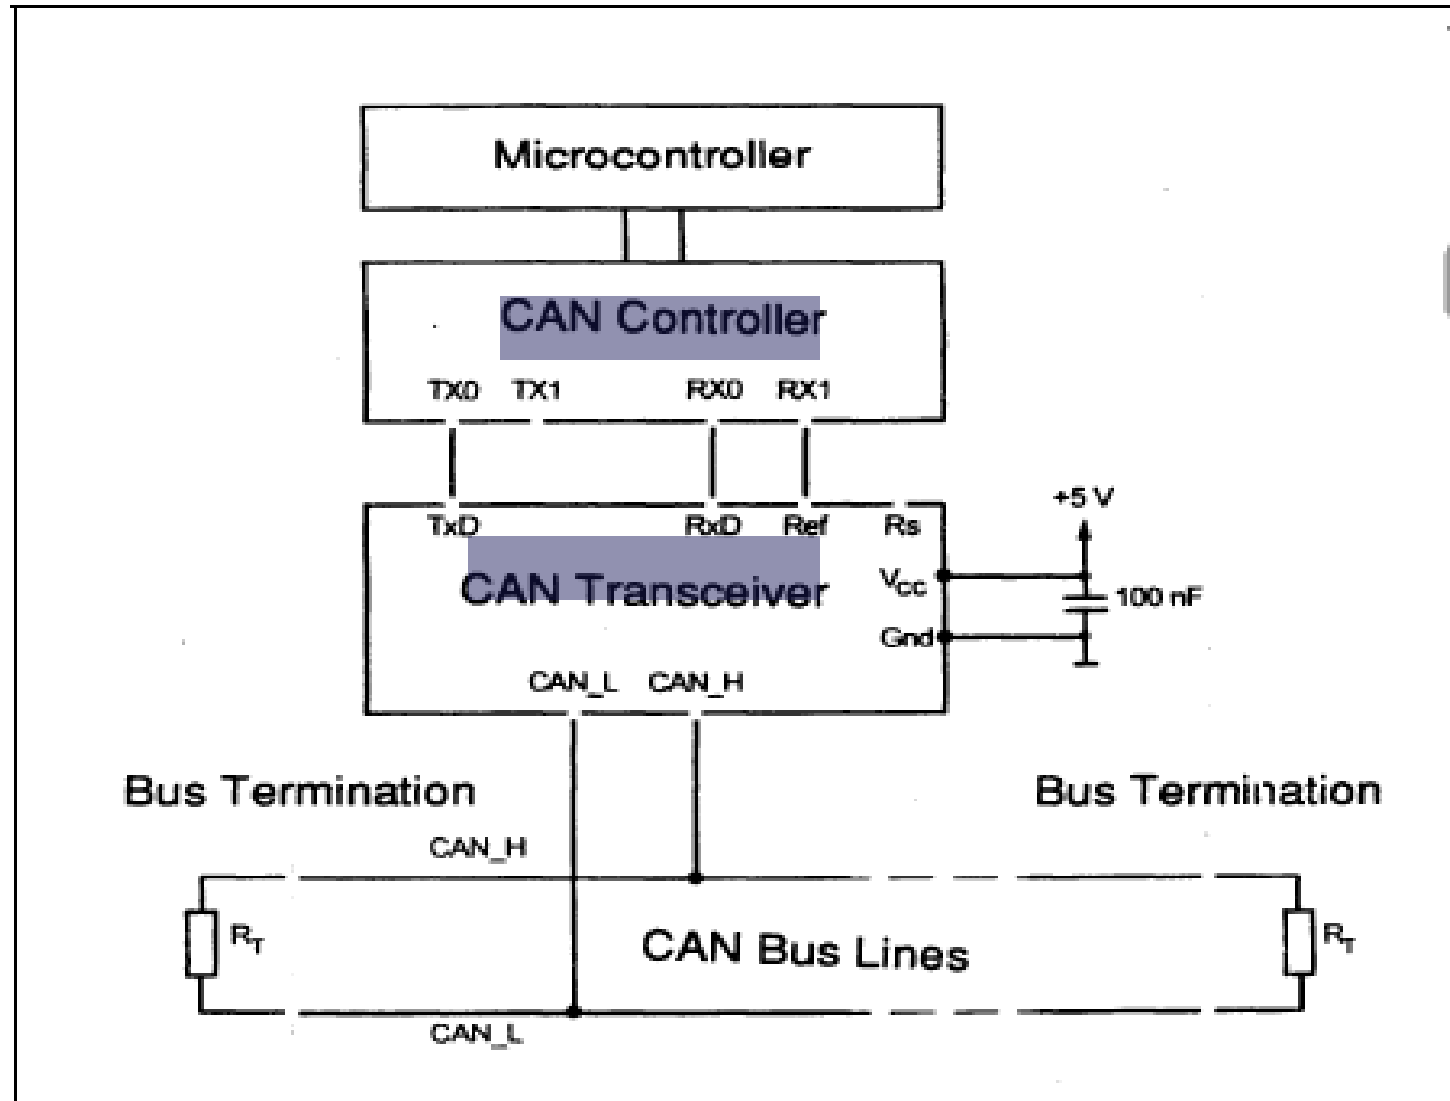 Microcontroller
CAN Controller
TX0 TX1 RX0 RX1
+5 V
TxD RxD Ref Rs
CAN Transceiver
VCC
100 nF
Gnd
CAN_L CAN_H
Bus Termination Bus Termination
CAN_H
RT CAN Bus Lines RT
CAN_L